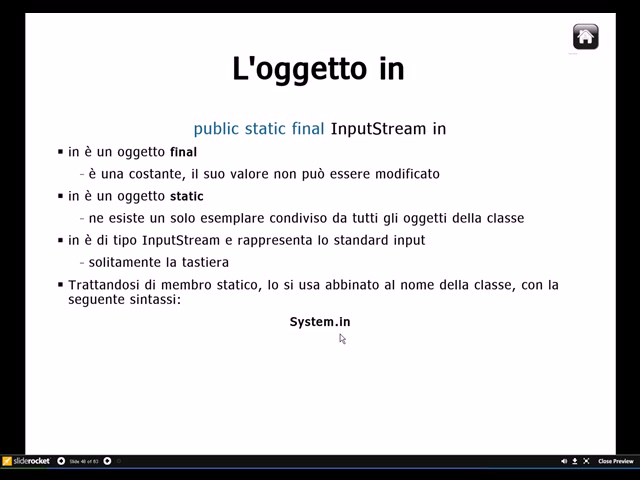 L'oggetto in
public static final InputStream in
▪ in è un oggetto final
- è una costante, il suo valore non può essere modificato
▪ in è un oggetto static
- ne esiste un solo esemplare condiviso da tutti gli oggetti della classe
▪ in è di tipo InputStream e rappresenta lo standard input
- solitamente la tastiera
▪ Trattandosi di membro statico, lo si usa abbinato al nome della classe, con la
seguente sintassi:
System.in
sliderocket Slide 48 of 83 Close Preview